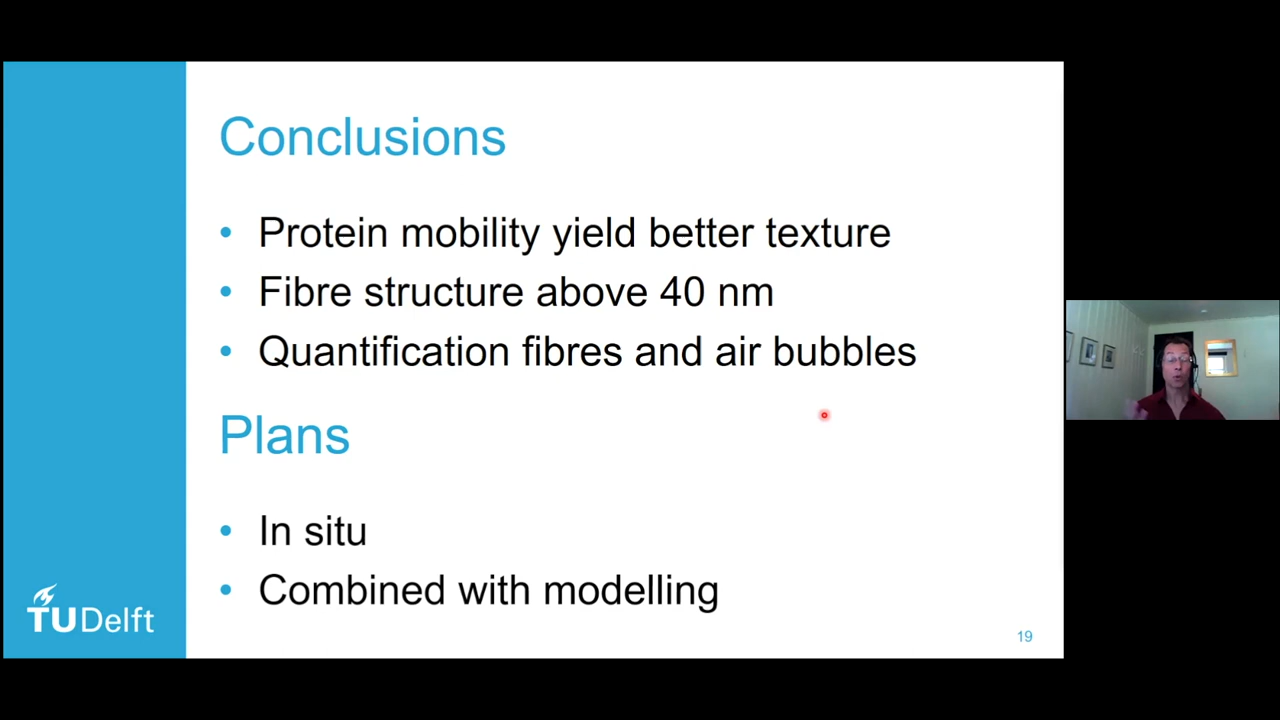 Conclusions
• Protein mobility yield better texture
• Fibre structure above 40 nm
• Quantification fibres and air bubbles
Plans
• In situ
• Combined with modelling
TUDelft
19